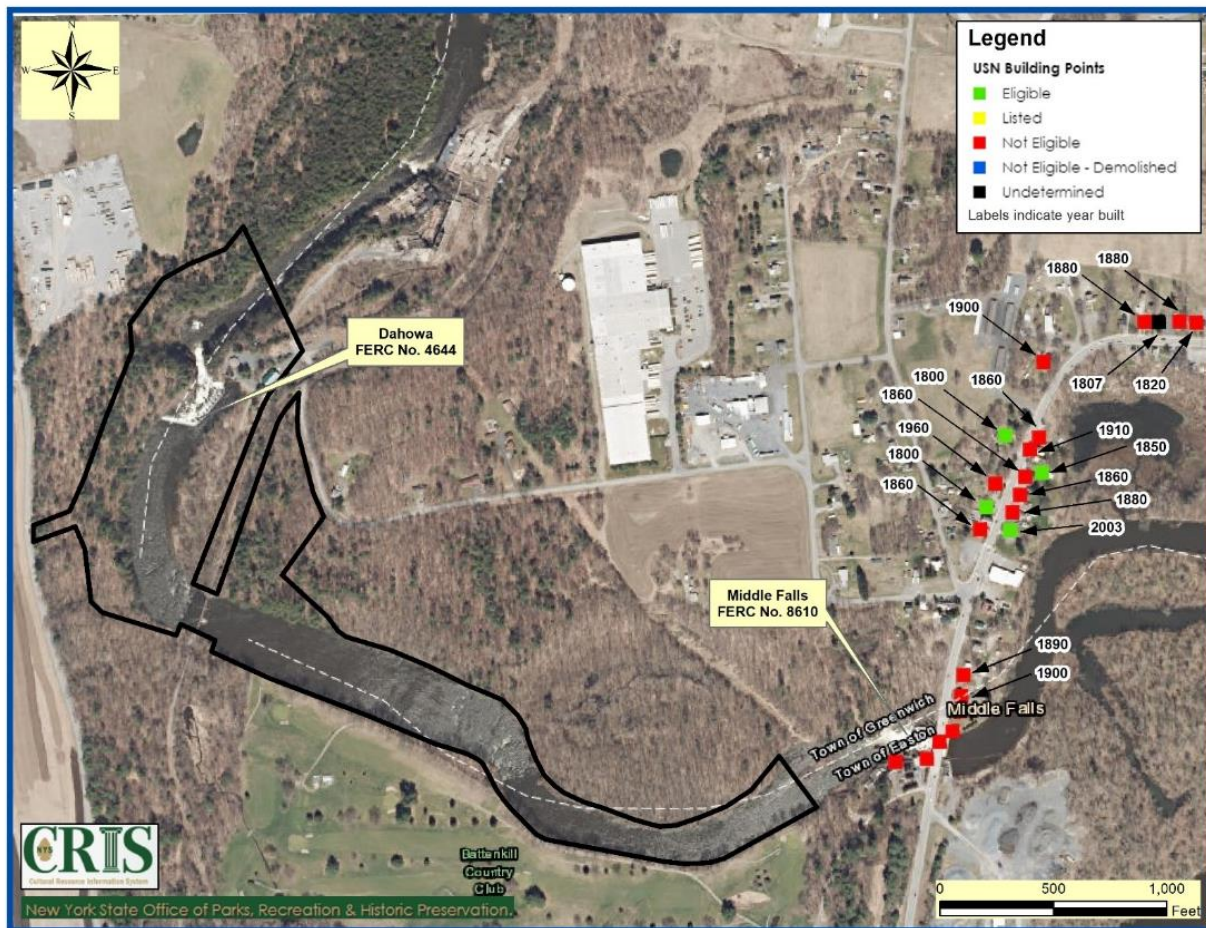 N
W E
S
Legend
USN Building Points
Eligible
Listed
Not Eligible
Not Eligible - Demolished
Undetermined
Labels indicate year built
Dahowa
FERC No. 4644
1880
1880
1900
1807
1820
1800
1860
1860
1910
1960
1850
1800
1860
1860
1880
2003
Middle Falls
FERC No. 8610
1890
1900
Middle Falls
Town of Greenwich
Town of Easton
Battenkill
Country
Club
NYS
CRIS
Cultural Resource Information System
New York State Office of Parks, Recreation & Historic Preservation.
0 500 1,000
Feet